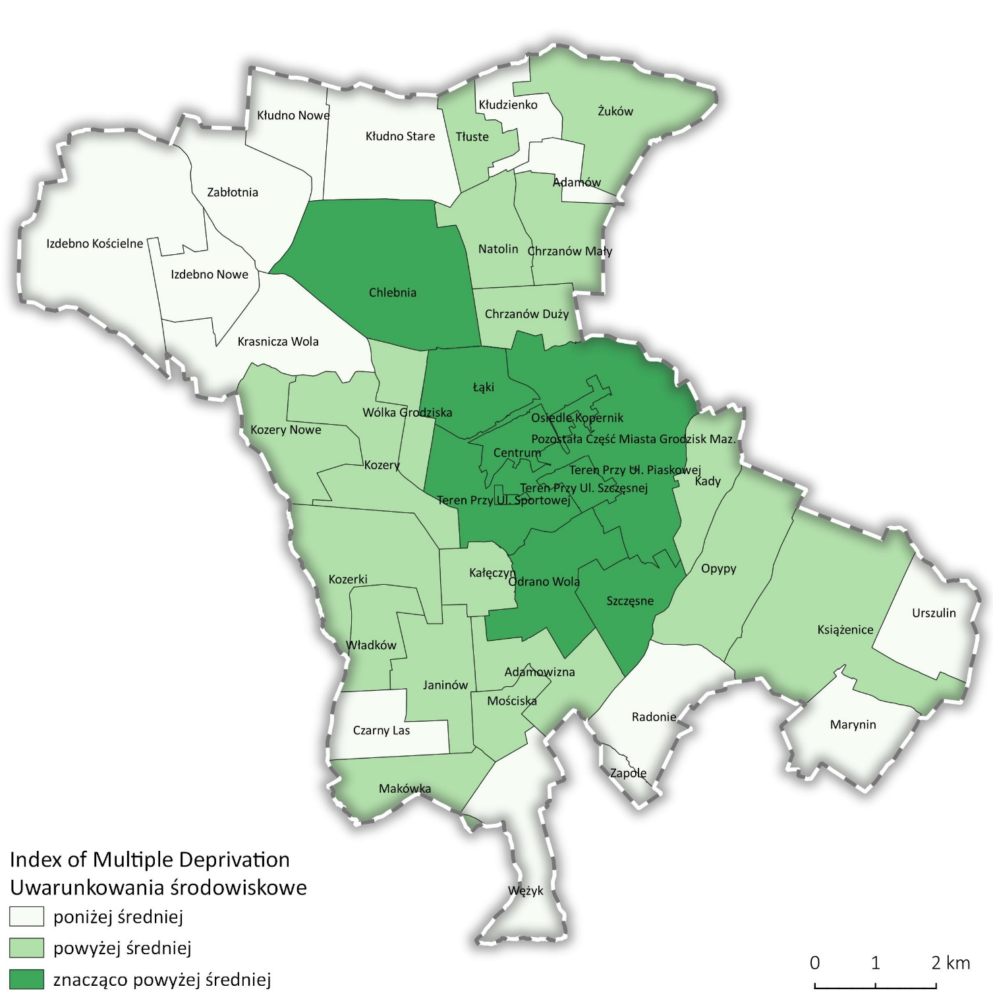 Kłudzienko
Żuków
Kłudno Nowe
Kłudno Stare
Tłuste
Adamów
Zabłotnia
Izdebno Kościelne
Natolin
Chrzanów Mały
Izdebno Nowe
Chlebnia
Chrzanów Duży
Krasnicza Wola
Łąki
Wólka Grodziska
Osiedle Kopernik
Kozery Nowe
Pozostała Część Miasta Grodzisk Maz.
Centrum
Kozery
Teren Przy Ul. Piaskowej
Kady
Teren Przy Ul. Szczęsnej
Teren Przy Ul. Sportowej
Opypy
Kałęczyn
Kozerki
Odrano Wola
Szczęsne
Urszulin
Książenice
Władków
Adamowizna
Janinów
Mościska
Radonie
Marynin
Czarny Las
Zapole
Makówka
Wężyk
Index of Multiple Deprivation
Uwarunkowania środowiskowe
poniżej średniej
powyżej średniej
znacząco powyżej średniej
0 1 2 km